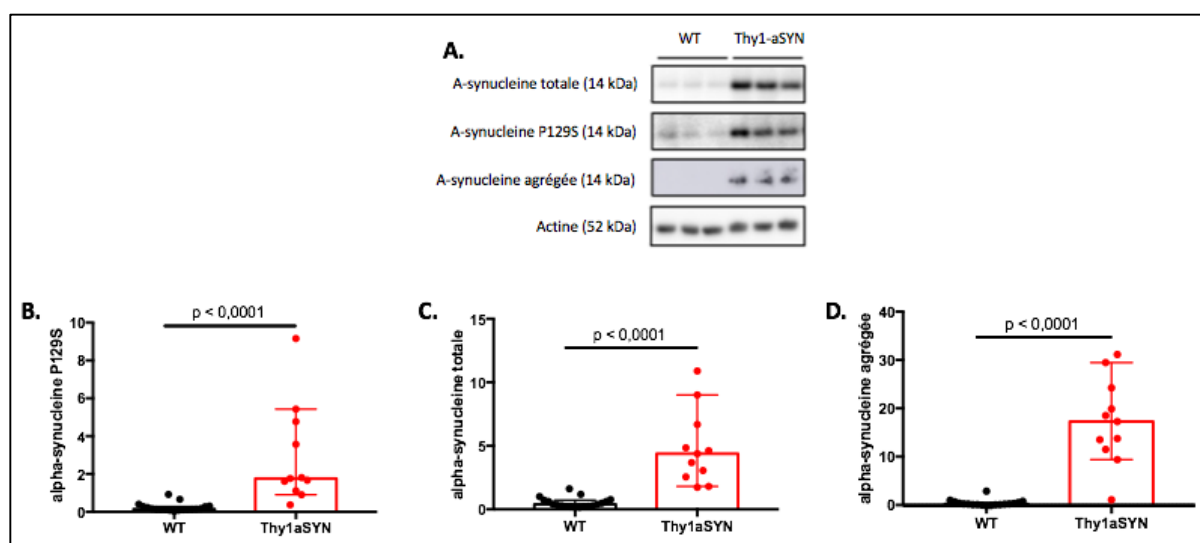 A.
WT Thy1-aSYN
A-synucleine totale (14 kDa)
A-synucleine P129S (14 kDa)
A-synucleine agrégée (14 kDa)
Actine (52 kDa)
B.
p < 0,0001
alpha-synucleine P129S
10
8
6
4
2
0
WT Thy1aSYN
C.
p < 0,0001
alpha-synucleine totale
15
10
5
0
WT Thy1aSYN
D.
p < 0,0001
alpha-synucleine agrégée
40
30
20
10
0
WT Thy1aSYN